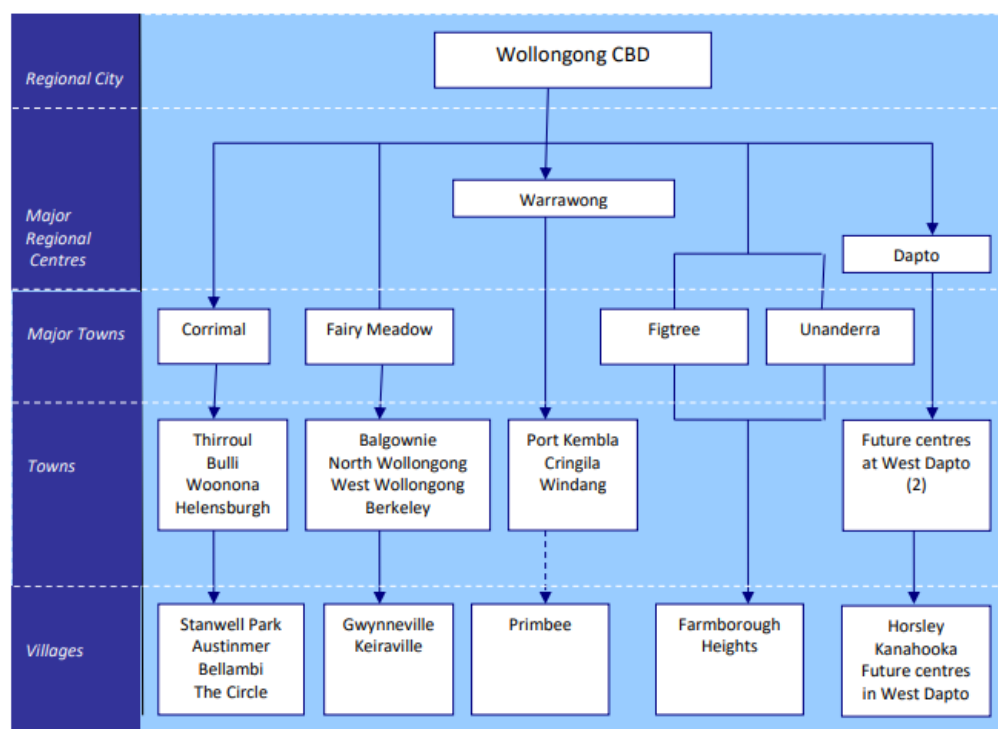 Wollongong CBD
Regional City
Warrawong
Major
Regional
Centres
Dapto
Major Towns
Corrimal
Fairy Meadow
Figtree
Unanderra
Towns
Thirroul
Bulli
Woonona
Helensburgh
Balgownie
North Wollongong
West Wollongong
Berkeley
Port Kembla
Cringila
Windang
Future centres
at West Dapto
(2)
Villages
Stanwell Park
Austinmer
Bellambi
The Circle
Gwynneville
Keiraville
Primbee
Farmborough
Heights
Horsley
Kanahooka
Future centres
in West Dapto